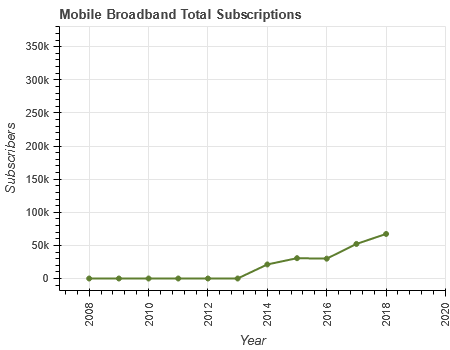 Mobile Broadband Total Subscriptions
350k
300k
250k
200k
150k
100k
50k
0
Subscribers
2008
2010
2012
2014
2016
2018
2020
Year